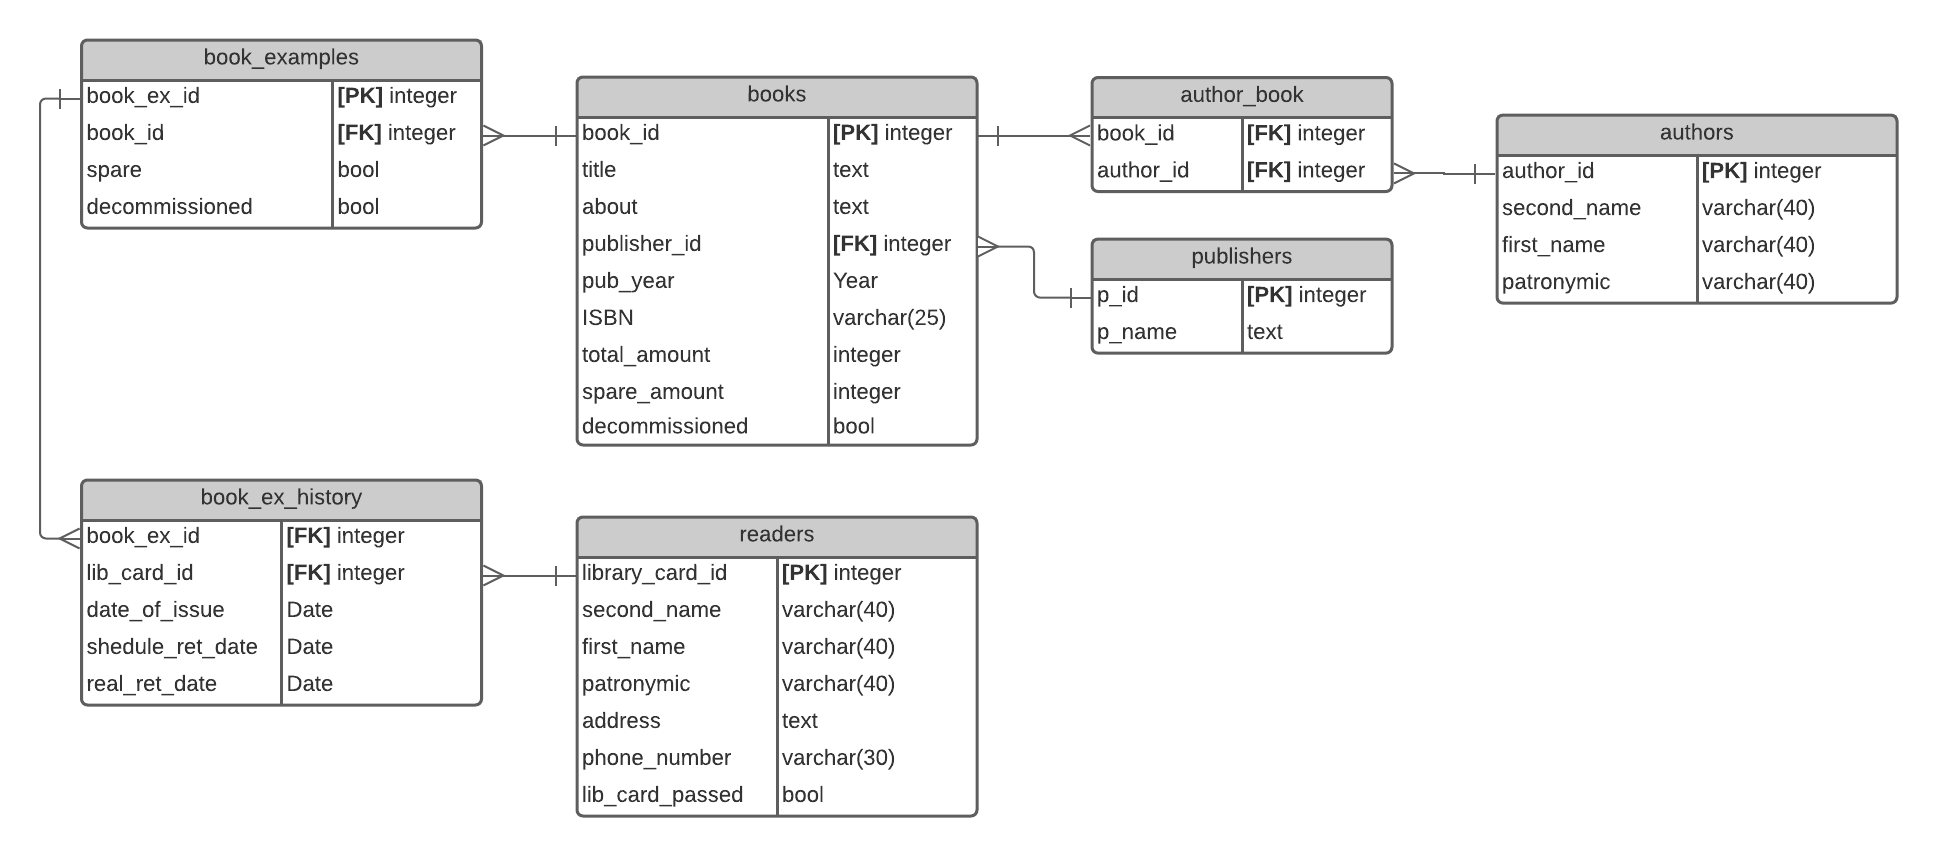 book_examples
book_ex_id [PK] integer
book_id [FK] integer
spare bool
decommissioned bool
books
book_id [PK] integer
title text
about text
publisher_id [FK] integer
pub_year Year
ISBN varchar(25)
total_amount integer
spare_amount integer
decommissioned bool
author_book
book_id [FK] integer
author_id [FK] integer
authors
author_id [PK] integer
second_name varchar(40)
first_name varchar(40)
patronymic varchar(40)
publishers
p_id [PK] integer
p_name text
book_ex_history
book_ex_id [FK] integer
lib_card_id [FK] integer
date_of_issue Date
shedule_ret_date Date
real_ret_date Date
readers
library_card_id [PK] integer
second_name varchar(40)
first_name varchar(40)
patronymic varchar(40)
address text
phone_number varchar(30)
lib_card_passed bool